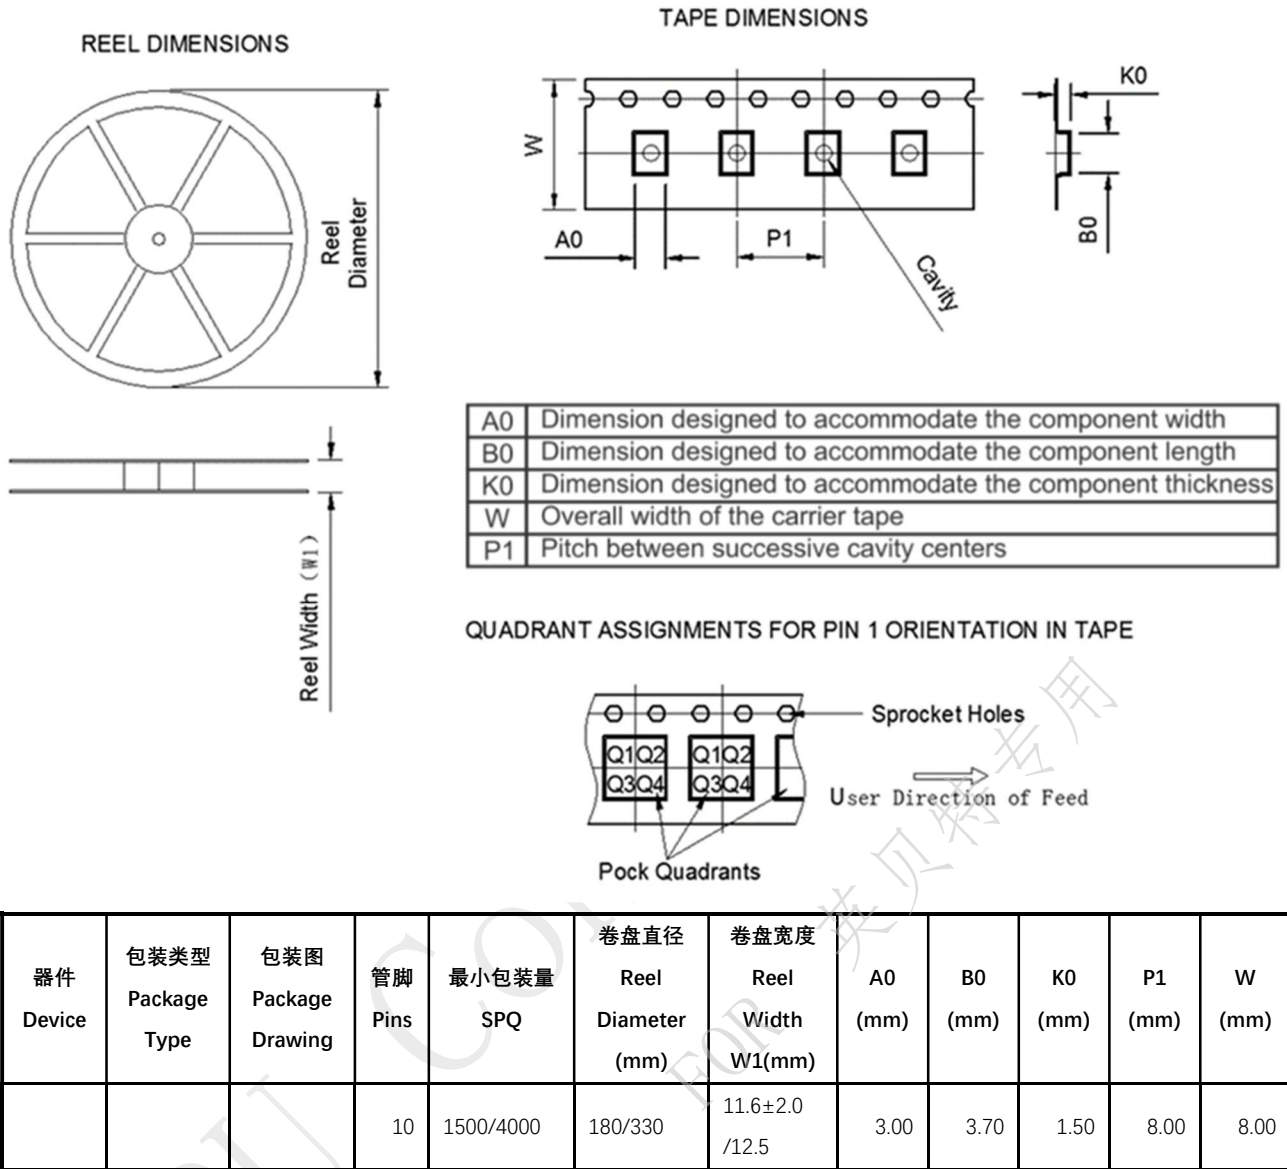 REEL DIMENSIONS
TAPE DIMENSIONS
Reel
Diameter
W
A0
P1
Cavity
K0
B0
Reel Width（W1）
A0 Dimension designed to accommodate the component width
B0 Dimension designed to accommodate the component length
K0 Dimension designed to accommodate the component thickness
W Overall width of the carrier tape
P1 Pitch between successive cavity centers
QUADRANT ASSIGNMENTS FOR PIN 1 ORIENTATION IN TAPE
Sprocket Holes
Q1 Q2 Q1 Q2
Q3 Q4 Q3 Q4
User Direction of Feed
Pock Quadrants
器件
Device
包装类型
Package
Type
包装图
Package
Drawing
管脚
Pins
最小包装量
SPQ
卷盘直径
Reel
Diameter
(mm)
卷盘宽度
Reel
Width
W1(mm)
A0
(mm)
B0
(mm)
K0
(mm)
P1
(mm)
W
(mm)
10
1500/4000
180/330
11.6±2.0
/12.5
3.00
3.70
1.50
8.00
8.00
FOR 英贝特专用